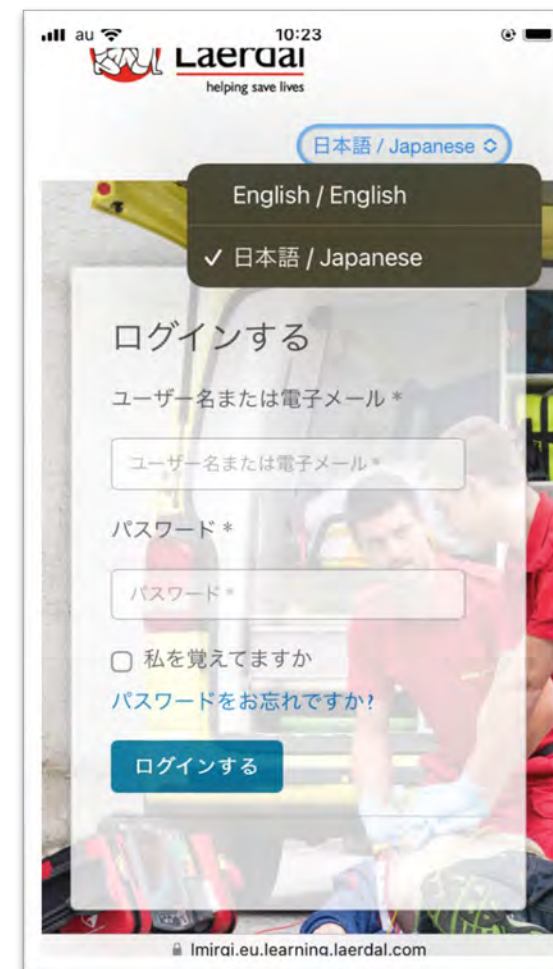 au 10:23
Laerdal
helping save lives
日本語 / Japanese
English / English
✓ 日本語 / Japanese
ログインする
ユーザー名または電子メール *
ユーザー名または電子メール *
パスワード *
パスワード *
私を覚えてますか
パスワードをお忘れですか?
ログインする
lmirqi.eu.learning.laerdal.com